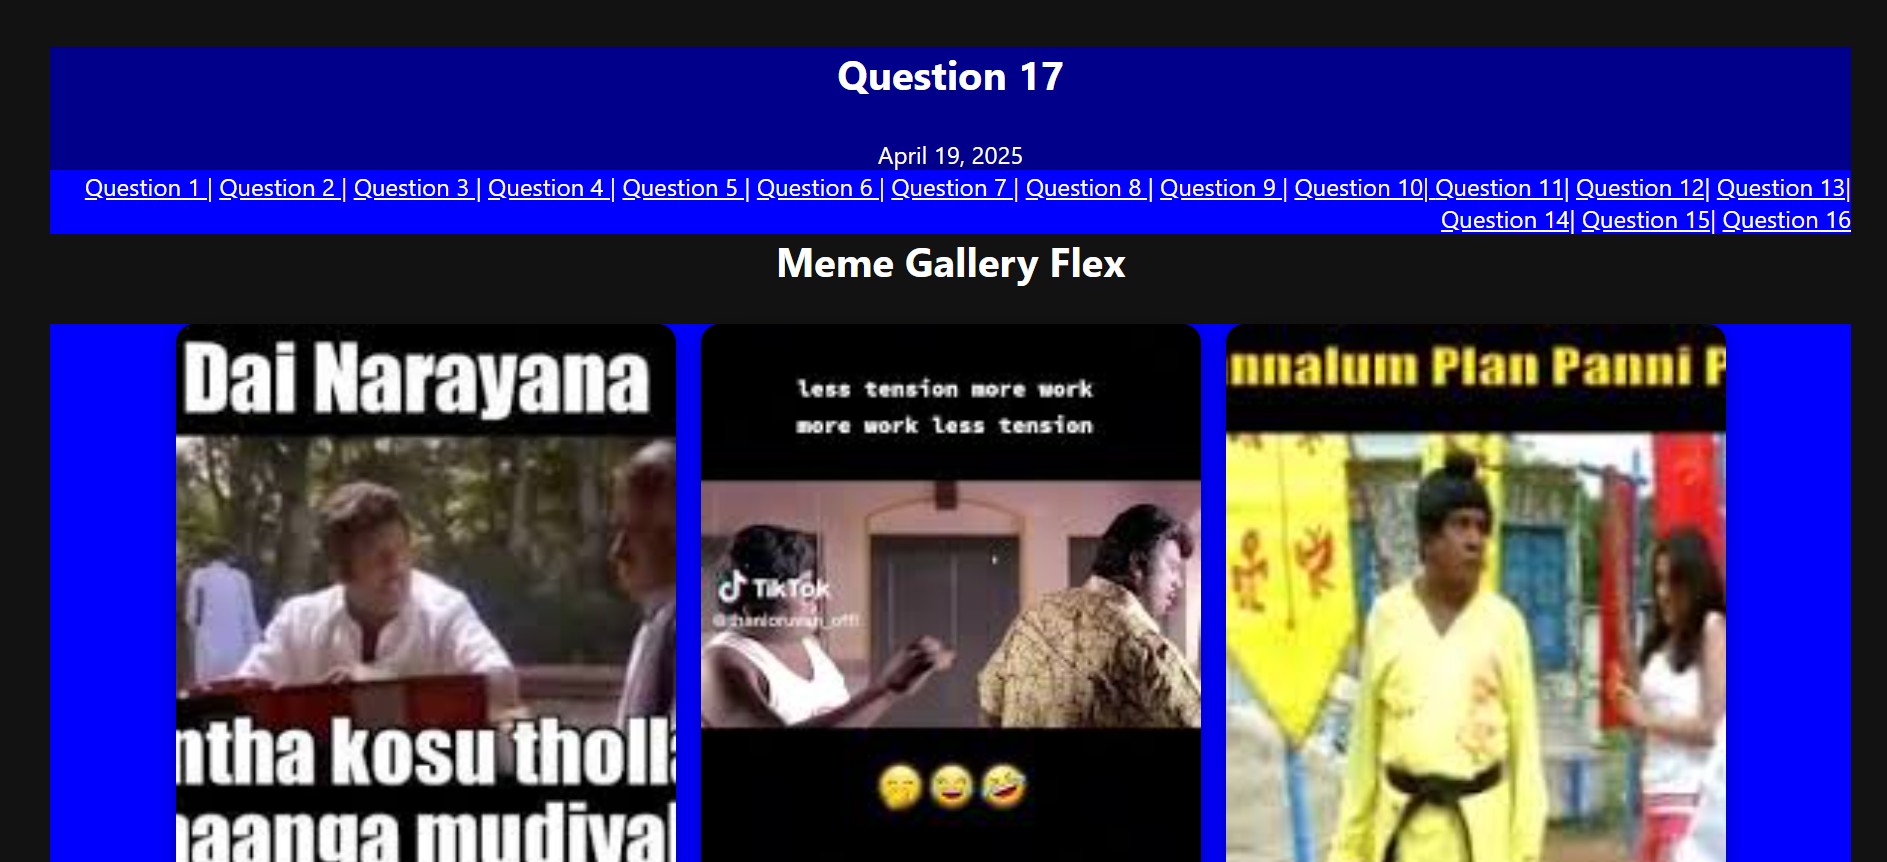 Question 17
April 19, 2025
Question 1 | Question 2 | Question 3 | Question 4 | Question 5 | Question 6 | Question 7 | Question 8 | Question 9 | Question 10| Question 11| Question 12| Question 13|
Question 14| Question 15| Question 16
Meme Gallery Flex
Dai Narayana
ntha kosu tholla
aanga mudiyal
less tension more work
more work less tension
TikTok
nnalum Plan Panni P